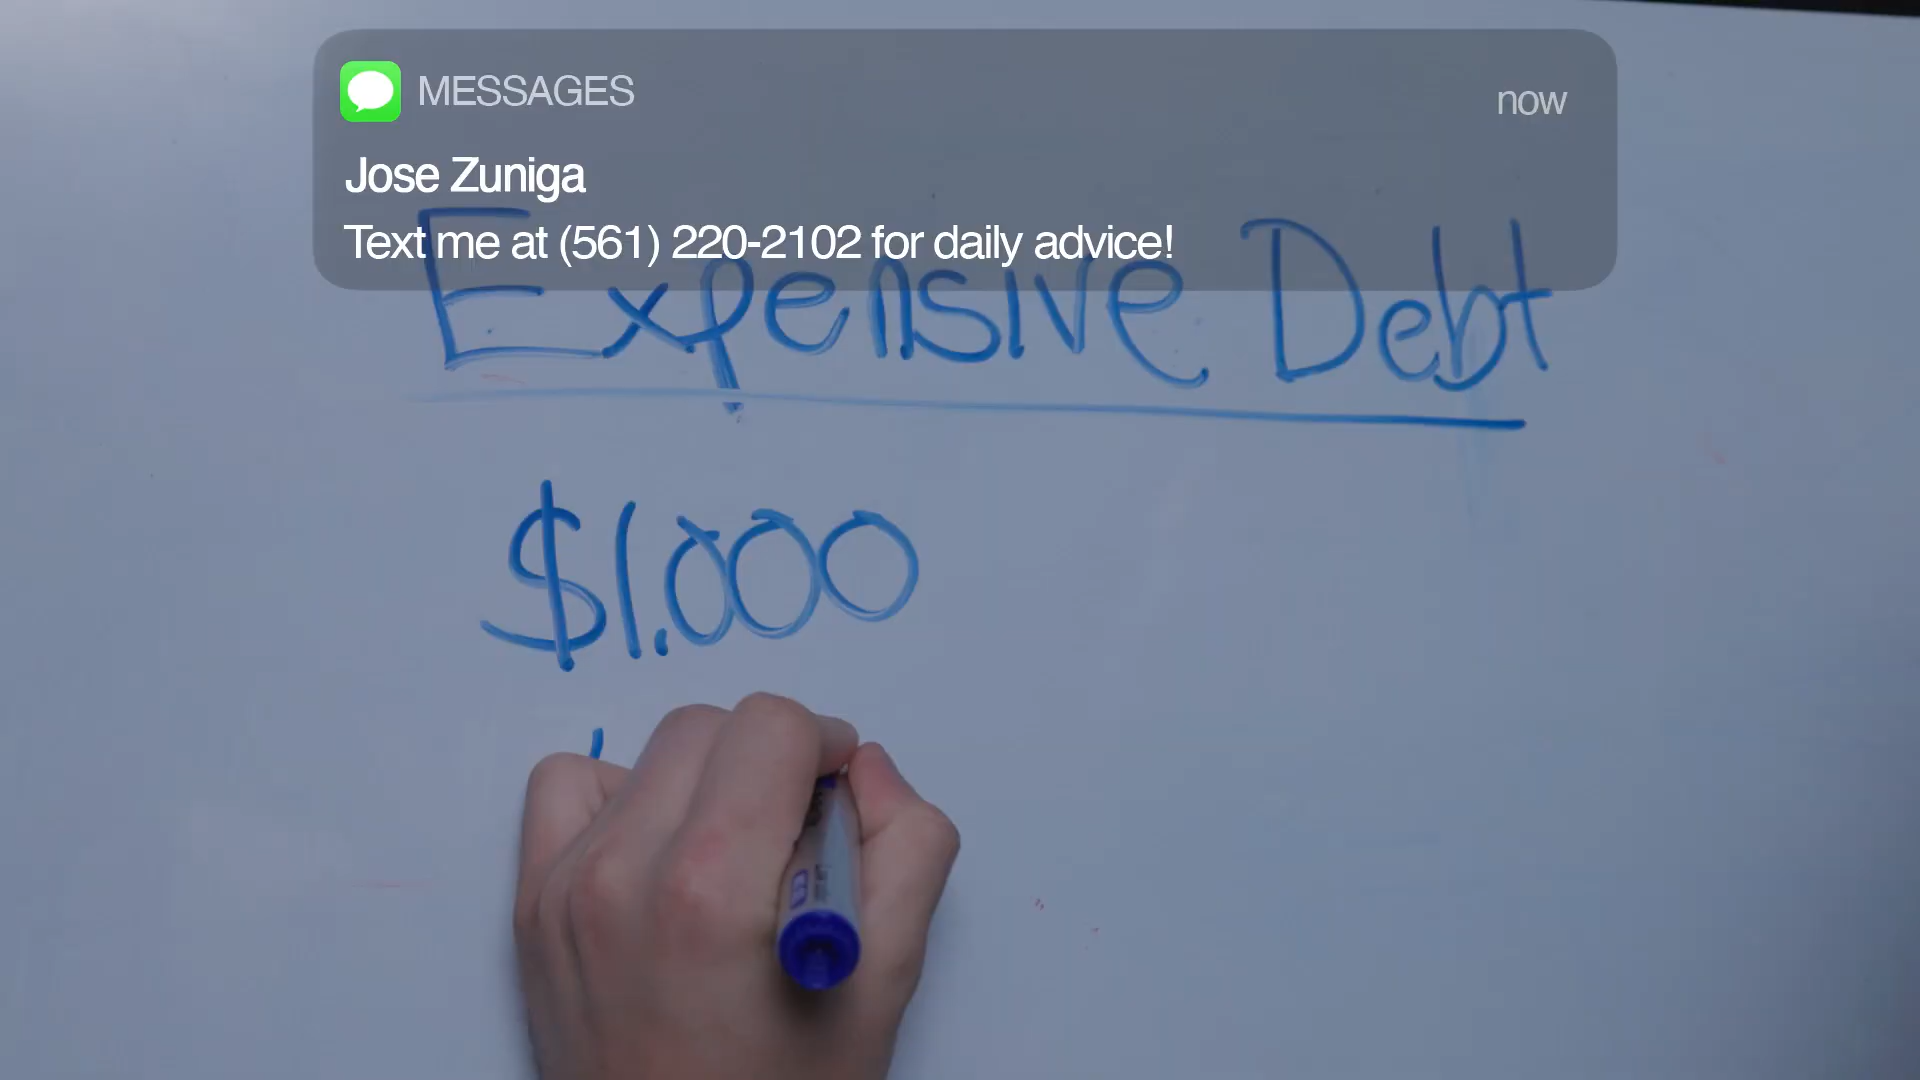 MESSAGES
now
Jose Zuniga
Text me at (561) 220-2102 for daily advice!
Expensive Debt
$1.000